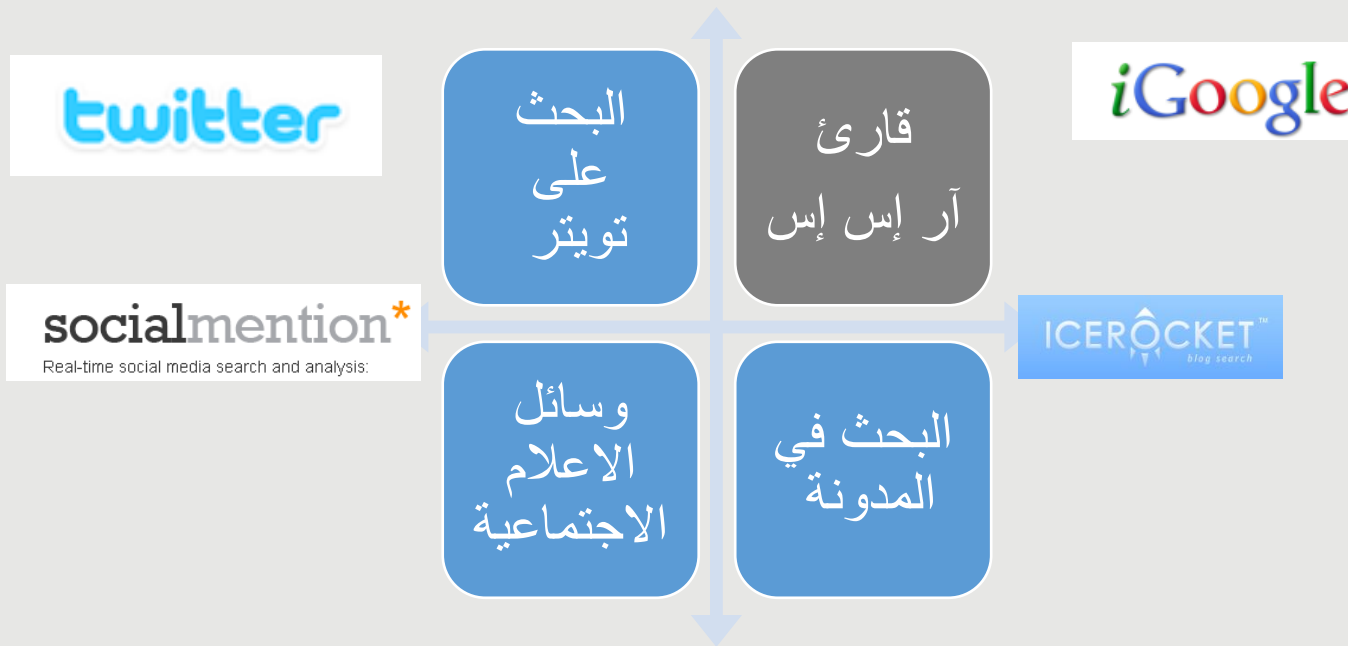 twitter
البحث
على
تويتر
قارئ
آر إس إس
iGoogle
socialmention*
Real-time social media search and analysis:
ICEROCKET™
blog search
وسائل
الاعلام
الاجتماعية
البحث في
المدونة